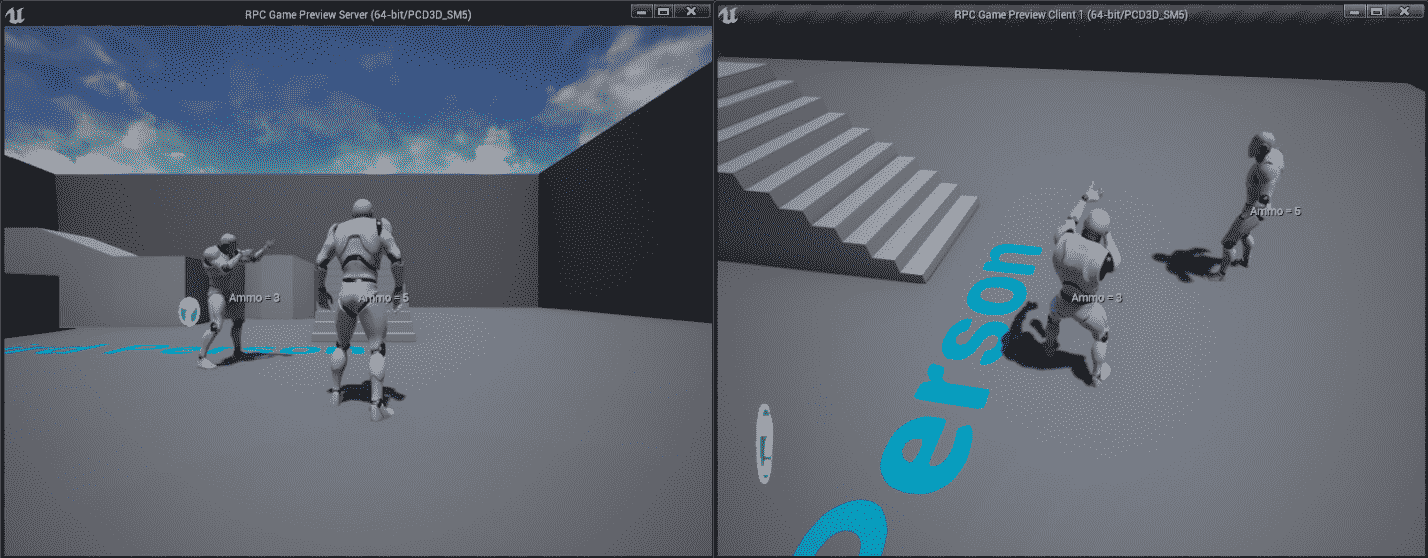 RPC Game Preview Server (64-bit/PCD3D_SM5)
Ammo = 3
Ammo = 5
RPC Game Preview Client 1 (64-bit/PCD3D_SM5)
Ammo = 5
Ammo = 3
Person